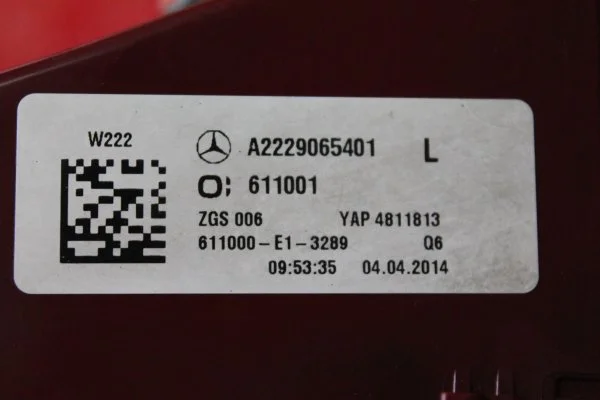 W222
A2229065401 L
611001
ZGS 006 YAP 4811813
611000-E1-3289 Q6
09:53:35 04.04.2014